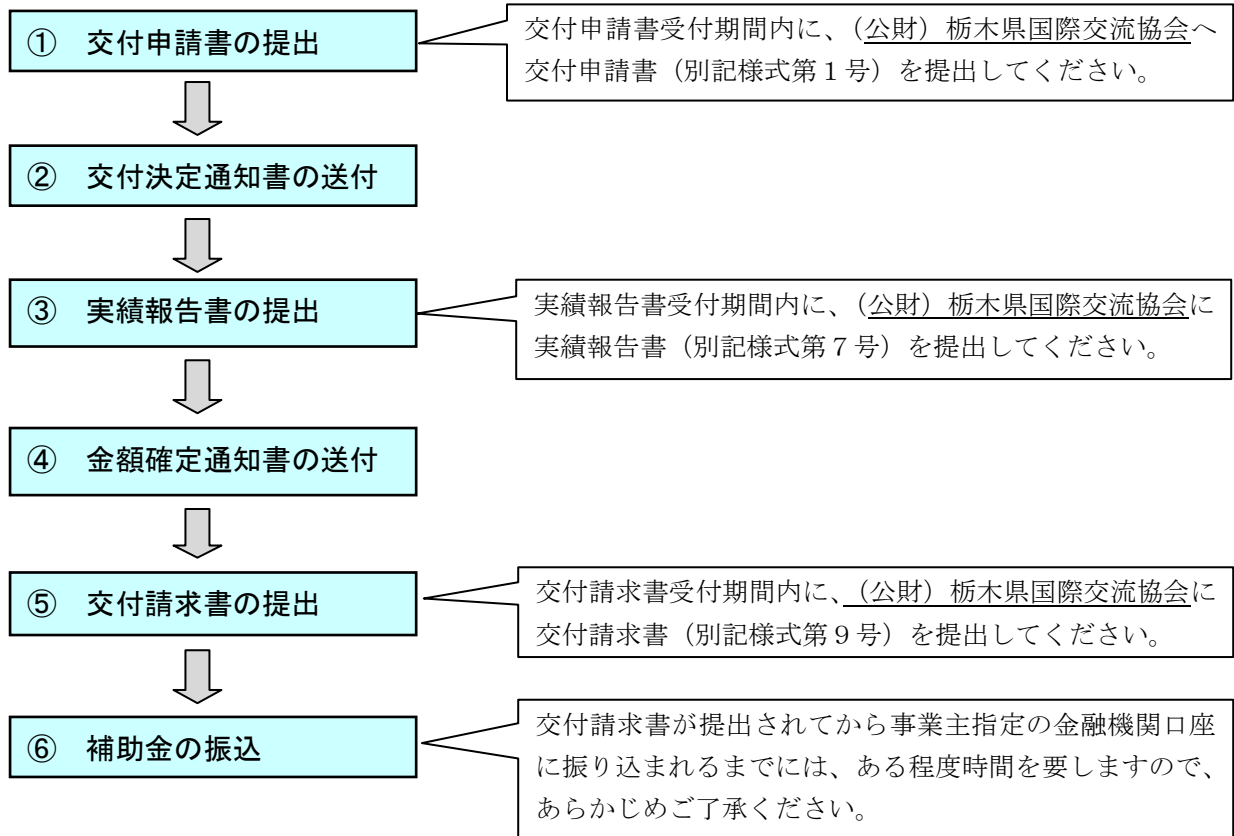 ① 交付申請書の提出
交付申請書受付期間内に、（公財）栃木県国際交流協会へ
交付申請書（別記様式第１号）を提出してください。
② 交付決定通知書の送付
③ 実績報告書の提出
実績報告書受付期間内に、（公財）栃木県国際交流協会に
実績報告書（別記様式第７号）を提出してください。
④ 金額確定通知書の送付
⑤ 交付請求書の提出
交付請求書受付期間内に、（公財）栃木県国際交流協会に
交付請求書（別記様式第９号）を提出してください。
⑥ 補助金の振込
交付請求書が提出されてから事業主指定の金融機関口座
に振り込まれるまでには、ある程度時間を要しますので、
あらかじめご了承ください。